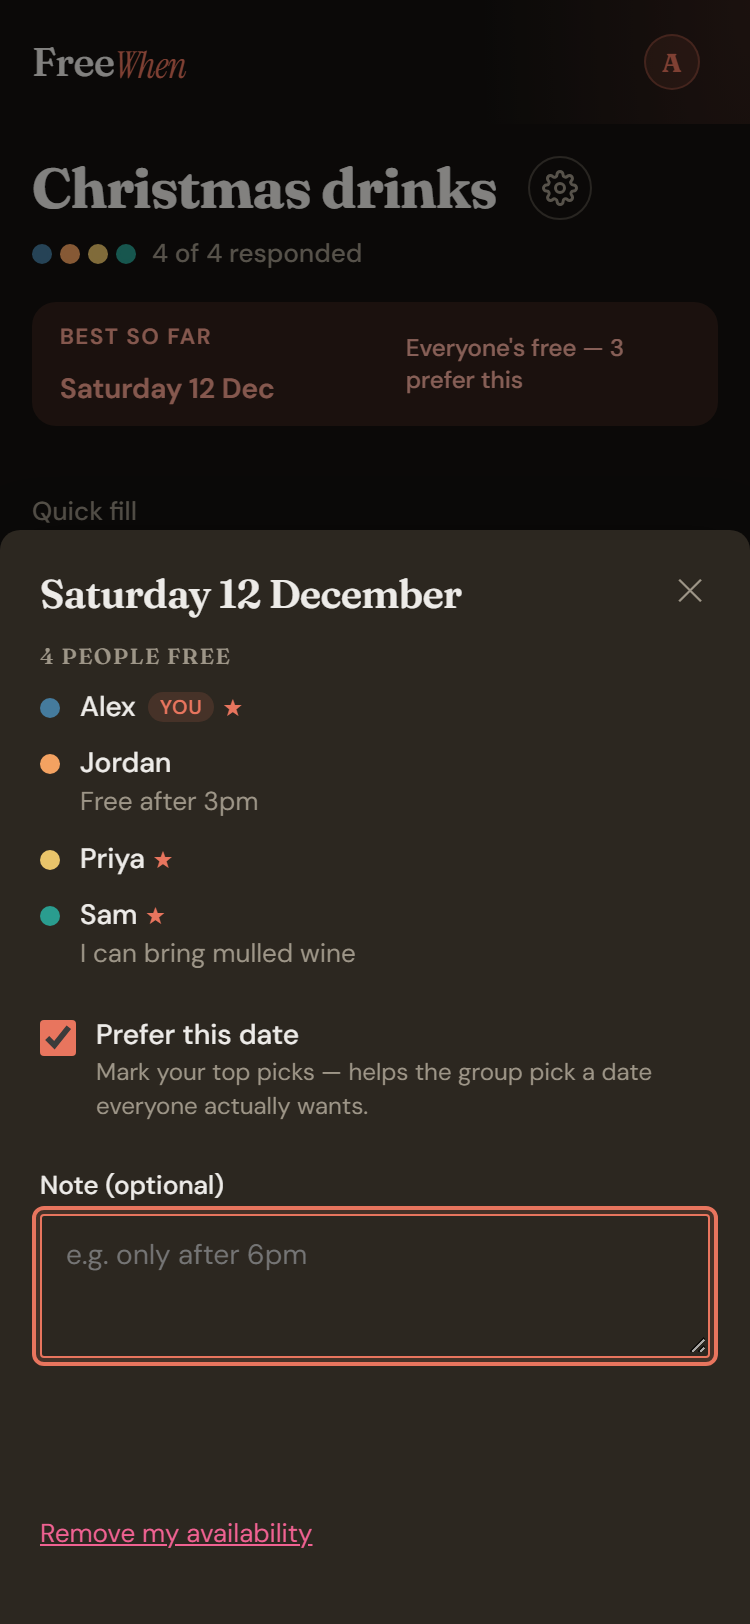 FreeWhen
A
Christmas drinks
4 of 4 responded
BEST SO FAR
Saturday 12 Dec
Everyone's free — 3
prefer this
Quick fill
Saturday 12 December
4 PEOPLE FREE
Alex YOU ★
Jordan
Free after 3pm
Priya ★
Sam ★
I can bring mulled wine
Prefer this date
Mark your top picks — helps the group pick a date
everyone actually wants.
Note (optional)
e.g. only after 6pm
Remove my availability